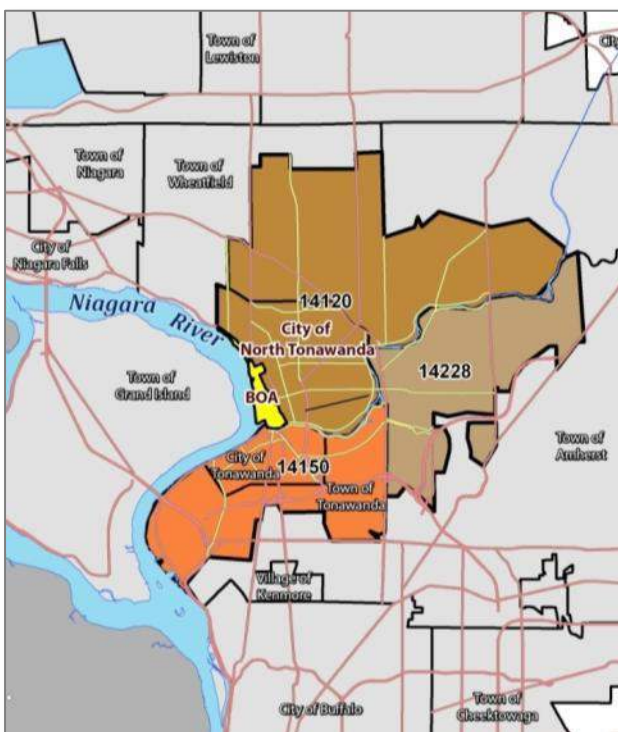 Town of
Lewiston
City
Town of
Niagara
Town of
Wheatfield
City of
Niagara Falls
Niagara River
14120
City of
North Tonawanda
14228
Town of
Grand Island
BOA
Town of
Amherst
City of
Tonawanda
14150
Town of
Tonawanda
Village of
Kenmore
City of Buffalo
Town of
Cheektowaga